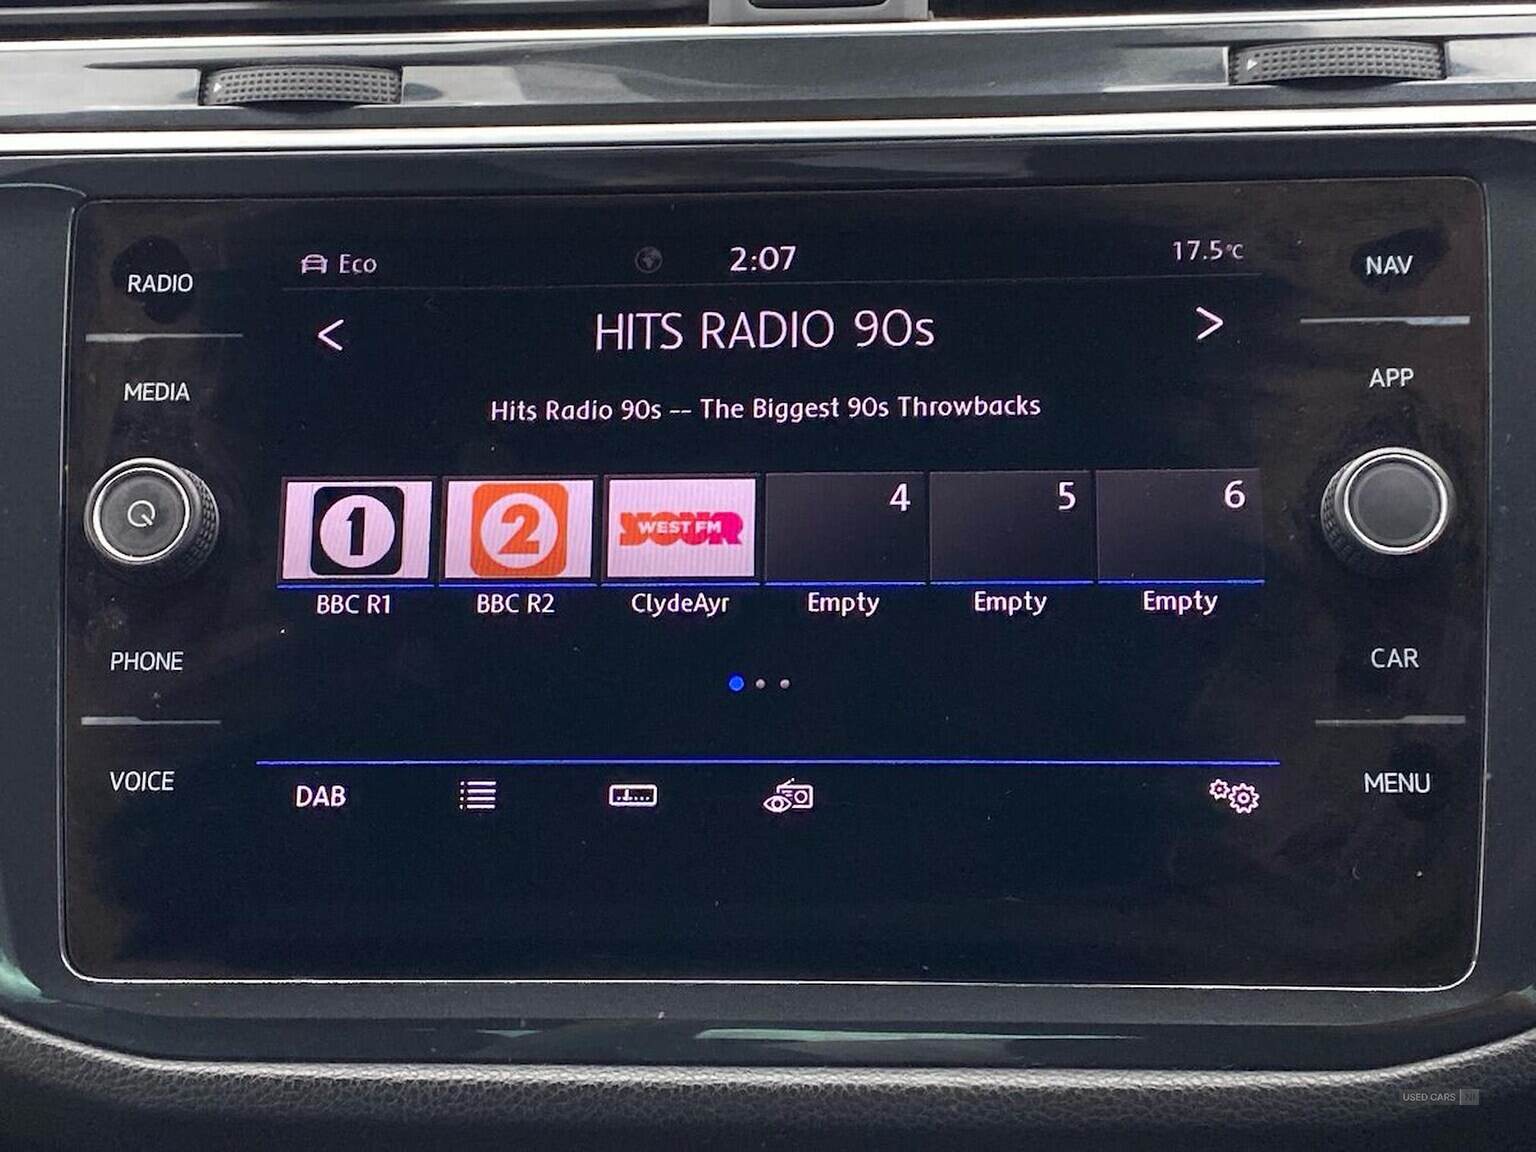 RADIO
MEDIA
PHONE
VOICE
Eco
2:07
17.5°C
< HITS RADIO 90s >
Hits Radio 90s -- The Biggest 90s Throwbacks
1
2
YOUR
WEST FM
4
5
6
BBC R1
BBC R2
ClydeAyr
Empty
Empty
Empty
DAB
NAV
APP
CAR
MENU
USED CARS NI